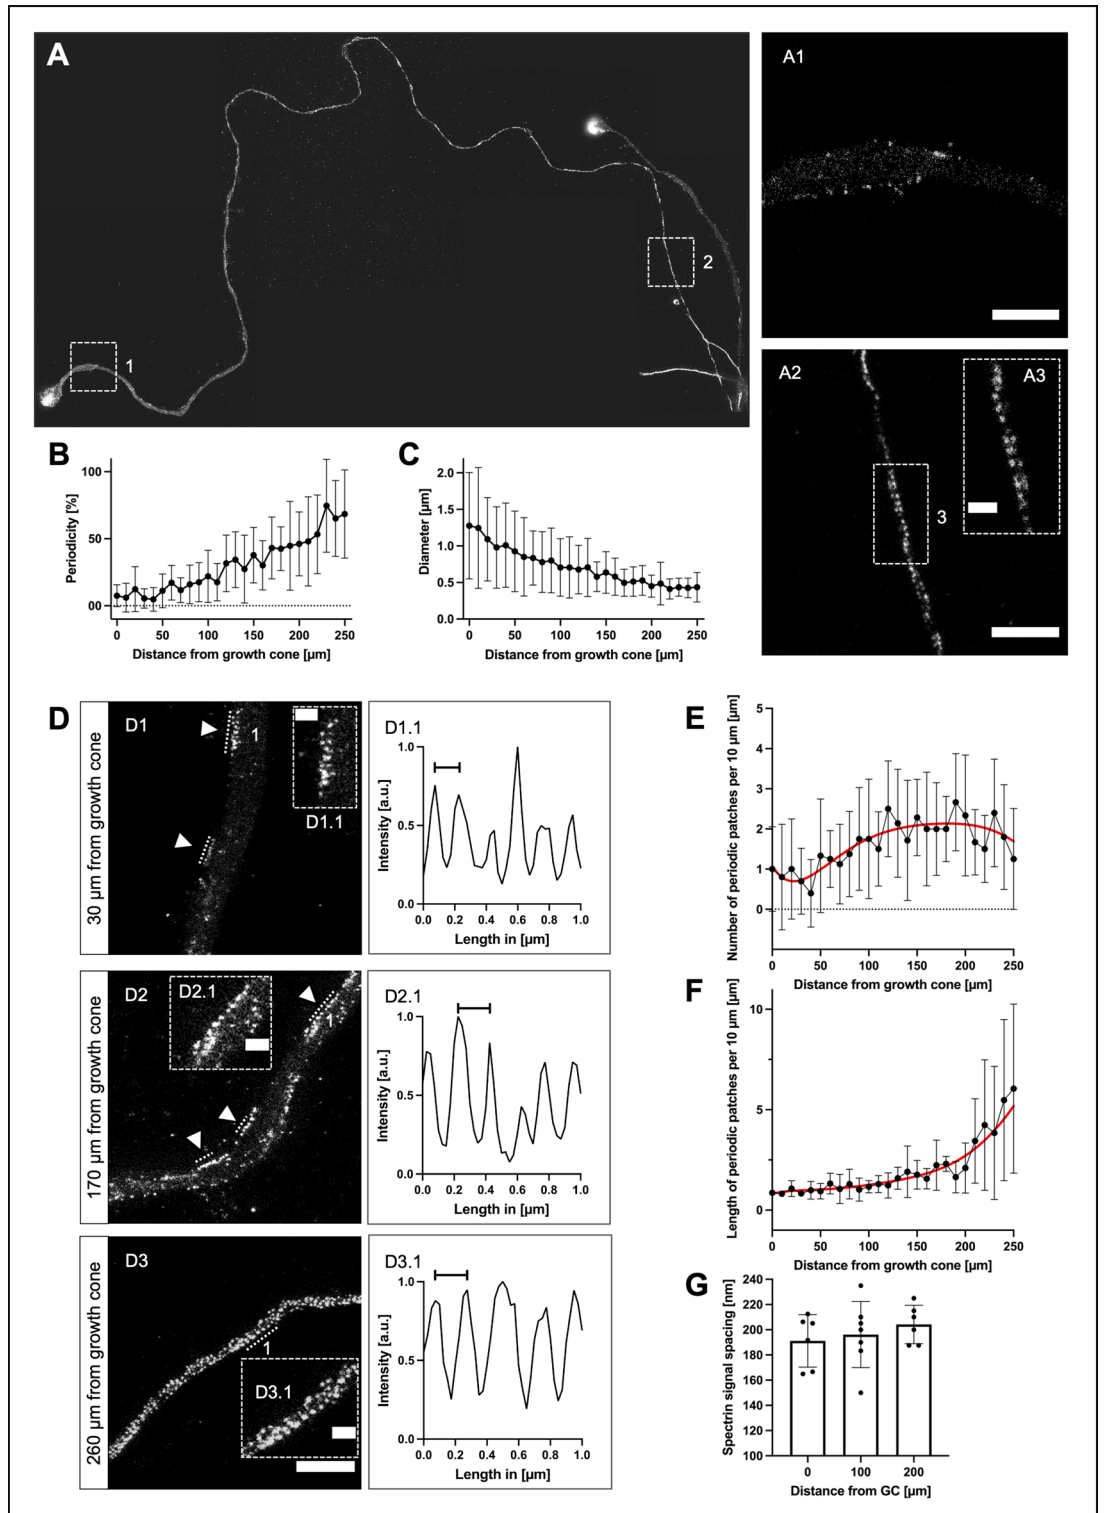 A
1
2
A1
A2
A3
3
B
Periodicity [%]
100
50
00
0 50 100 150 200 250
Distance from growth cone [µm]
C
Diameter [µm]
2.0
1.5
1.0
0.5
0.0
0 50 100 150 200 250
Distance from growth cone [µm]
D
30 µm from growth cone
D1
1
D1.1
D1.1
Intensity [a.u.]
1.0
0.5
0.0
0.0 0.2 0.4 0.6 0.8 1.0
Length in [µm]
170 µm from growth cone
D2
D2.1
1
D2.1
Intensity [a.u.]
1.0
0.5
0.0
0.0 0.2 0.4 0.6 0.8 1.0
Length in [µm]
260 µm from growth cone
D3
1
D3.1
D3.1
Intensity [a.u.]
1.0
0.5
0.0
0.0 0.2 0.4 0.6 0.8 1.0
Length in [µm]
E
Number of periodic patches per 10 µm [µm]
5
4
3
2
1
0
0 50 100 150 200 250
Distance from growth cone [µm]
F
Length of periodic patches per 10 µm [µm]
10
5
0
0 50 100 150 200 250
Distance from growth cone [µm]
G
Spectrin signal spacing [nm]
240
220
200
180
160
140
120
100
0 100 200
Distance from GC [µm]